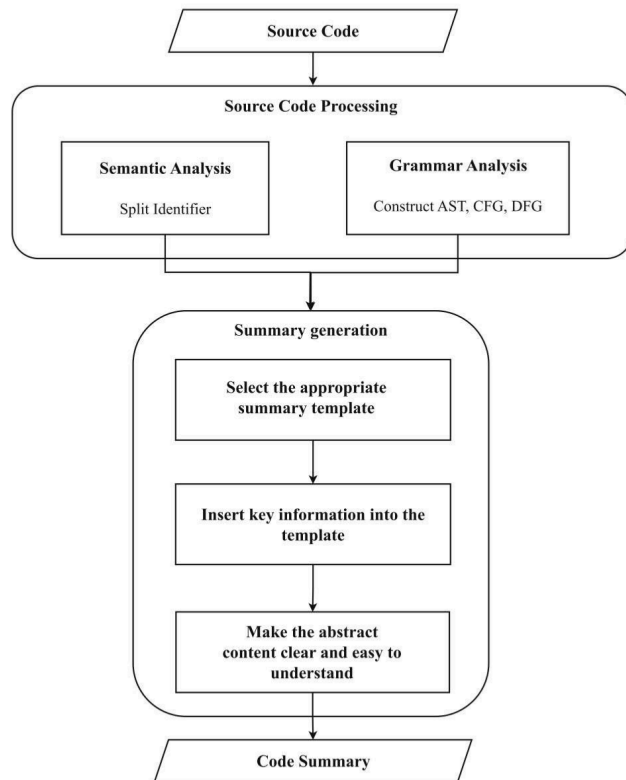 Source Code
Source Code Processing
Semantic Analysis
Split Identifier
Grammar Analysis
Construct AST, CFG, DFG
Summary generation
Select the appropriate
summary template
Insert key information into the
template
Make the abstract
content clear and easy to
understand
Code Summary